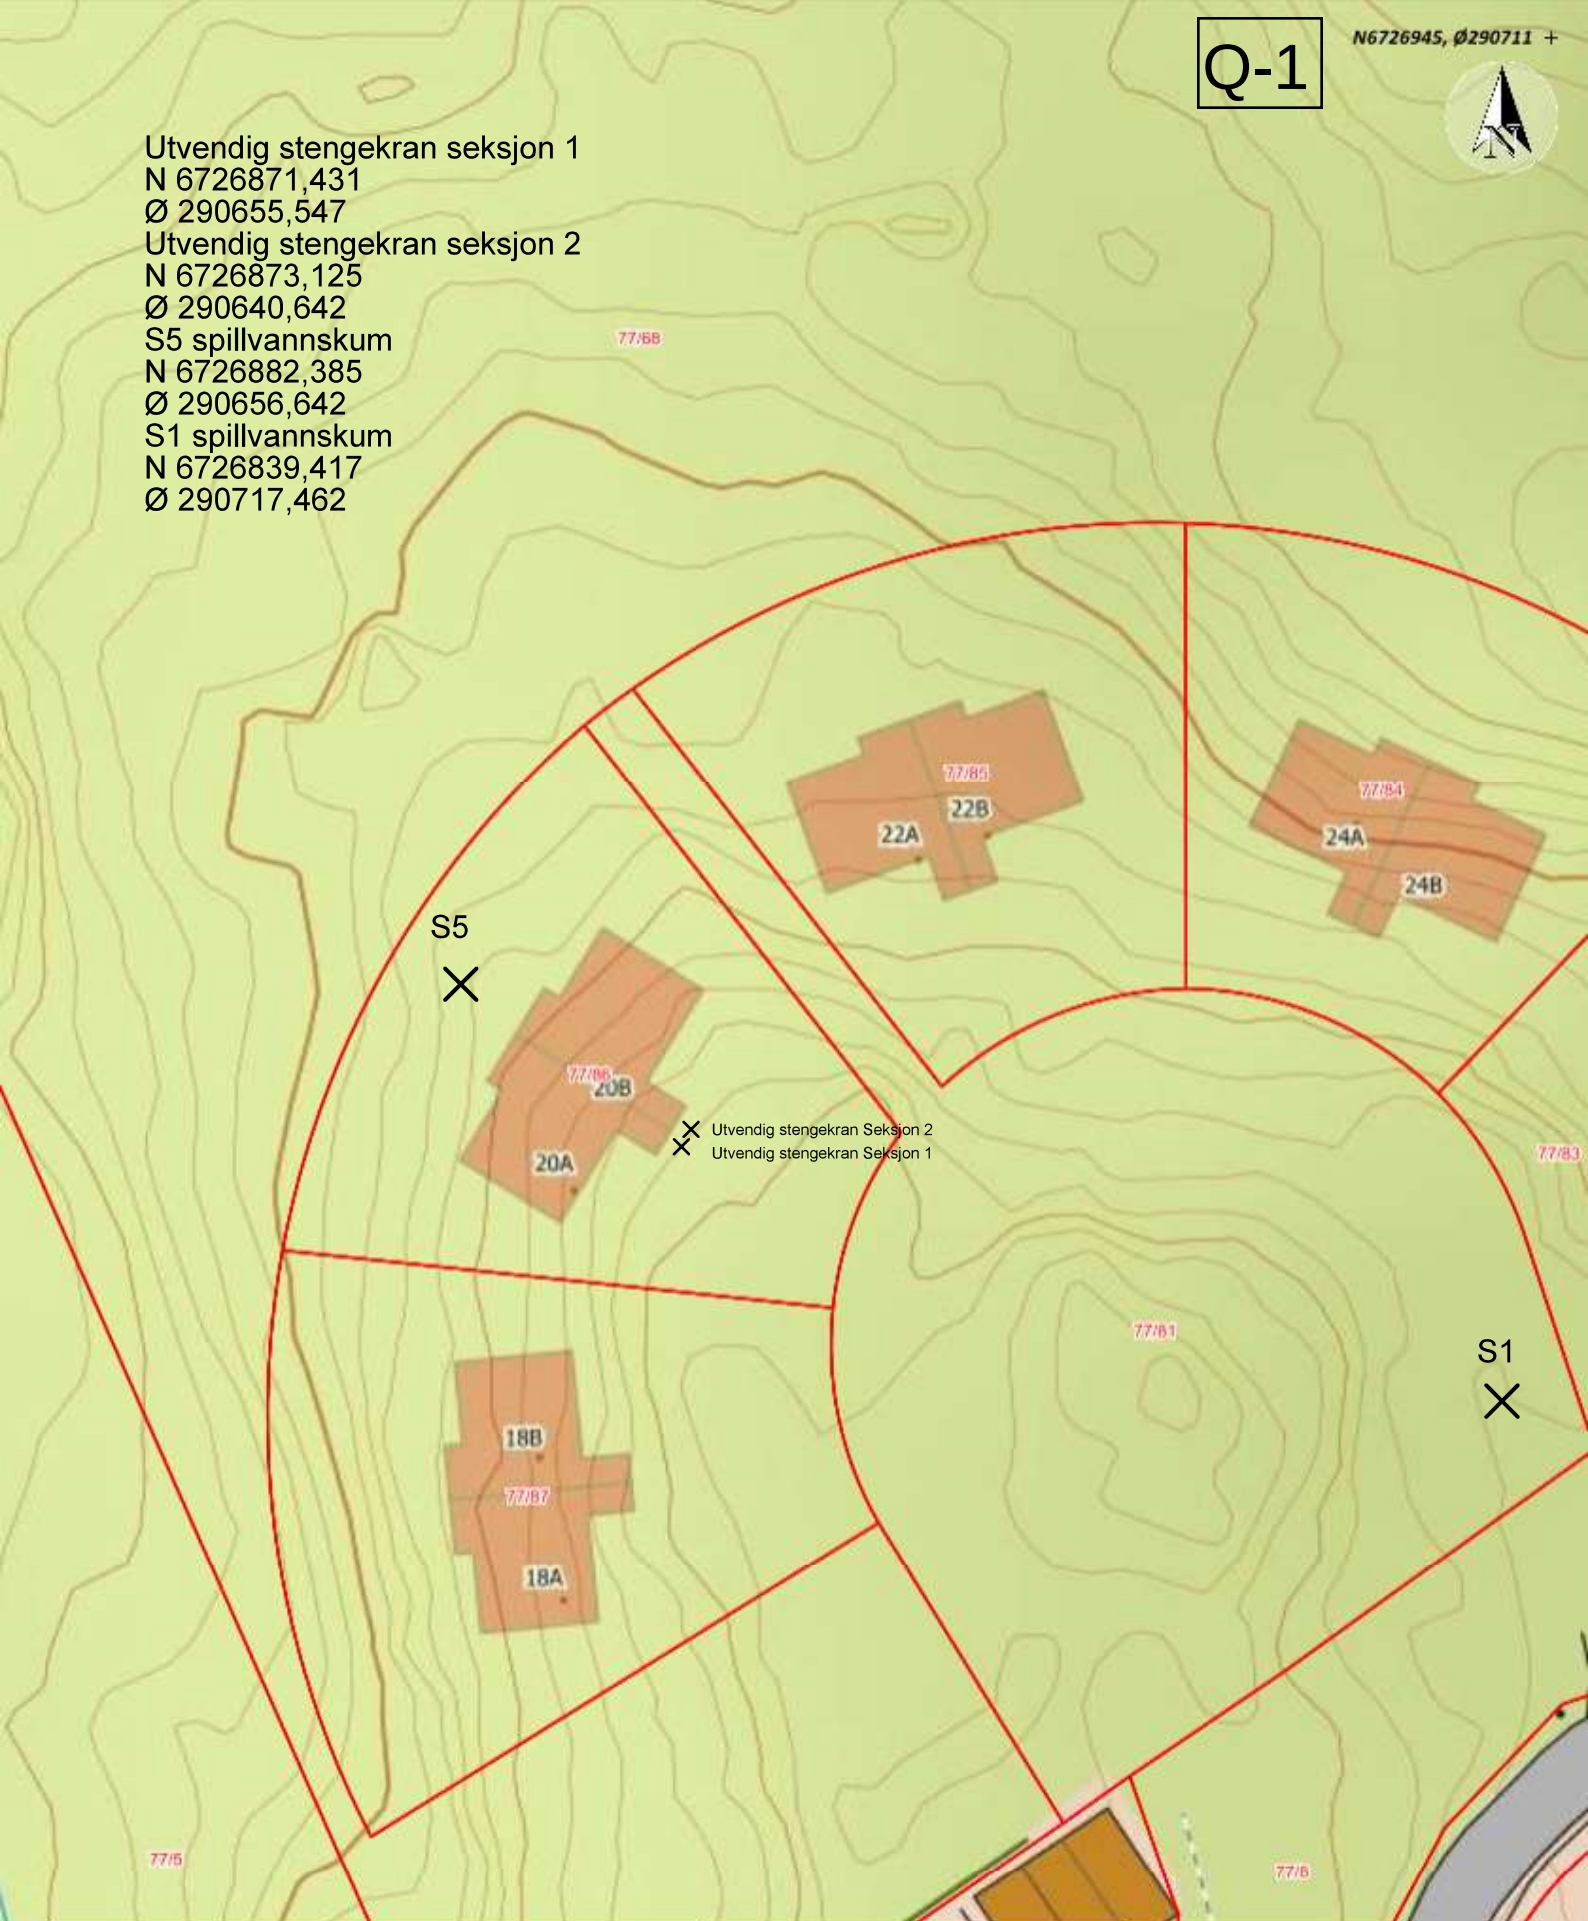 Q-1
N6726945, Ø290711 +
N
Utvendig stengekran seksjon 1
N 6726871,431
Ø 290655,547
Utvendig stengekran seksjon 2
N 6726873,125
Ø 290640,642
S5 spillvannskum
N 6726882,385
Ø 290656,642
S1 spillvannskum
N 6726839,417
Ø 290717,462
77/68
77/85
22B
22A
77/84
24A
24B
S5
77/86
20B
20A
Utvendig stengekran Seksjon 2
Utvendig stengekran Seksjon 1
77/83
77/81
S1
18B
77/87
18A
77/5
77/6